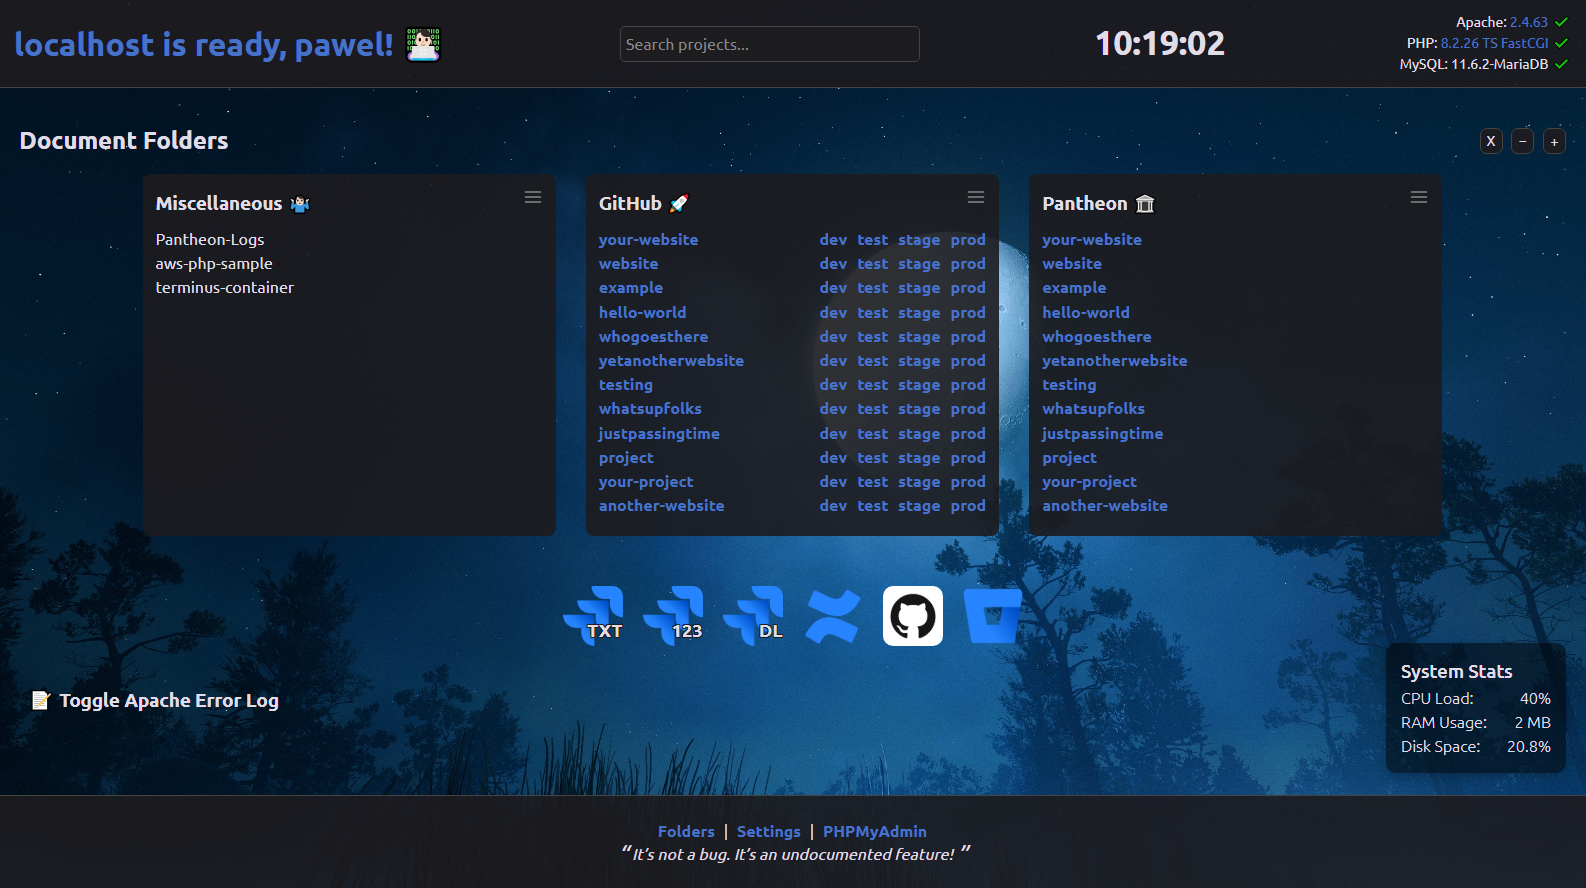 localhost is ready, pawel!
Search projects...
10:19:02
Apache: 2.4.63
PHP: 8.2.26 TS FastCGI
MySQL: 11.6.2-MariaDB
Document Folders
X − +
Miscellaneous
Pantheon-Logs
aws-php-sample
terminus-container
GitHub
your-website dev test stage prod
website dev test stage prod
example dev test stage prod
hello-world dev test stage prod
whogoesthere dev test stage prod
yetanotherwebsite dev test stage prod
testing dev test stage prod
whatsupfolks dev test stage prod
justpassingtime dev test stage prod
project dev test stage prod
your-project dev test stage prod
another-website dev test stage prod
Pantheon
your-website
website
example
hello-world
whogoesthere
yetanotherwebsite
testing
whatsupfolks
justpassingtime
project
your-project
another-website
TXT 123 DL
Toggle Apache Error Log
System Stats
CPU Load: 40%
RAM Usage: 2 MB
Disk Space: 20.8%
Folders | Settings | PHPMyAdmin
“It’s not a bug. It’s an undocumented feature! ”